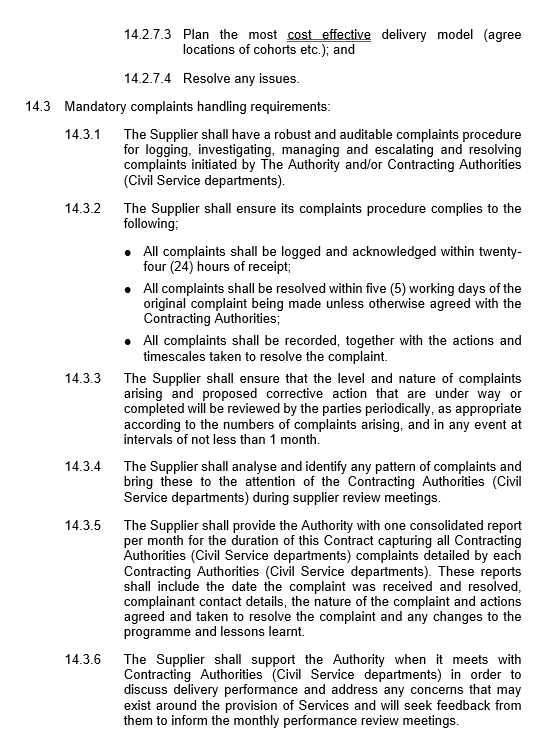 14.2.7.3 Plan the most cost effective delivery model (agree
locations of cohorts etc.); and
14.2.7.4 Resolve any issues.
14.3 Mandatory complaints handling requirements:
14.3.1 The Supplier shall have a robust and auditable complaints procedure
for logging, investigating, managing and escalating and resolving
complaints initiated by The Authority and/or Contracting Authorities
(Civil Service departments).
14.3.2 The Supplier shall ensure its complaints procedure complies to the
following;
● All complaints shall be logged and acknowledged within twenty-
four (24) hours of receipt;
● All complaints shall be resolved within five (5) working days of the
original complaint being made unless otherwise agreed with the
Contracting Authorities;
● All complaints shall be recorded, together with the actions and
timescales taken to resolve the complaint.
14.3.3 The Supplier shall ensure that the level and nature of complaints
arising and proposed corrective action that are under way or
completed will be reviewed by the parties periodically, as appropriate
according to the numbers of complaints arising, and in any event at
intervals of not less than 1 month.
14.3.4 The Supplier shall analyse and identify any pattern of complaints and
bring these to the attention of the Contracting Authorities (Civil
Service departments) during supplier review meetings.
14.3.5 The Supplier shall provide the Authority with one consolidated report
per month for the duration of this Contract capturing all Contracting
Authorities (Civil Service departments) complaints detailed by each
Contracting Authorities (Civil Service departments). These reports
shall include the date the complaint was received and resolved,
complainant contact details, the nature of the complaint and actions
agreed and taken to resolve the complaint and any changes to the
programme and lessons learnt.
14.3.6 The Supplier shall support the Authority when it meets with
Contracting Authorities (Civil Service departments) in order to
discuss delivery performance and address any concerns that may
exist around the provision of Services and will seek feedback from
them to inform the monthly performance review meetings.